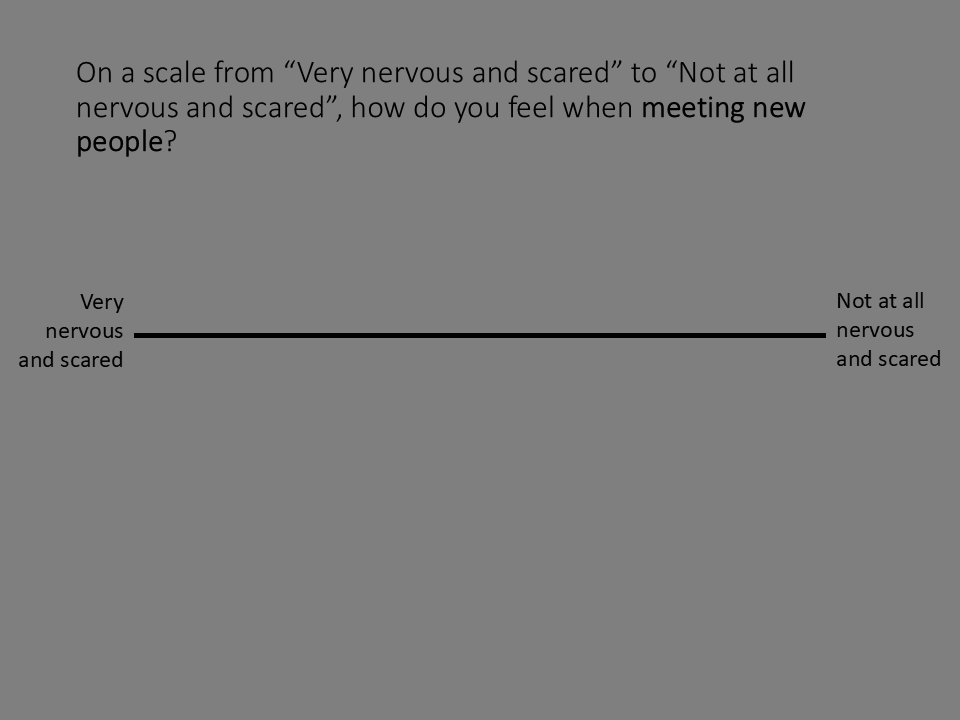 On a scale from “Very nervous and scared” to “Not at all
nervous and scared”, how do you feel when meeting new
people?
Very
nervous
and scared
Not at all
nervous
and scared